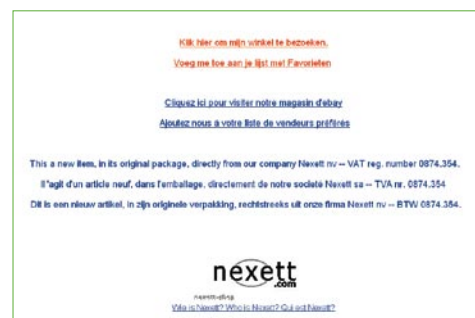 Klik hier om mijn winkel te bezoeken.
Voeg me toe aan je lijst met Favorieten
Cliquez ici pour visiter notre magasin d'ebay
Ajoutez nous à votre liste de vendeurs préférés
This a new item, in its original package, directly from our company Nexett nv -- VAT reg. number 0874.354.
Il''agit d'un article neuf, dans l'emballage, directement de notre societé Nexett sa -- TVA nr. 0874.354
Dit is een nieuw artikel, in zijn originele verpakking, rechtstreeks uit onze firma Nexett nv -- BTW 0874.354.
nexett
.com
Wie is Nexett? Who is Nexett? Qui est Nexett?